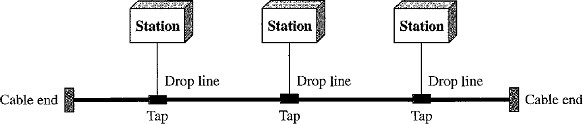 Station Station Station
Drop line Drop line Drop line
Cable end Cable end
Tap Tap Tap